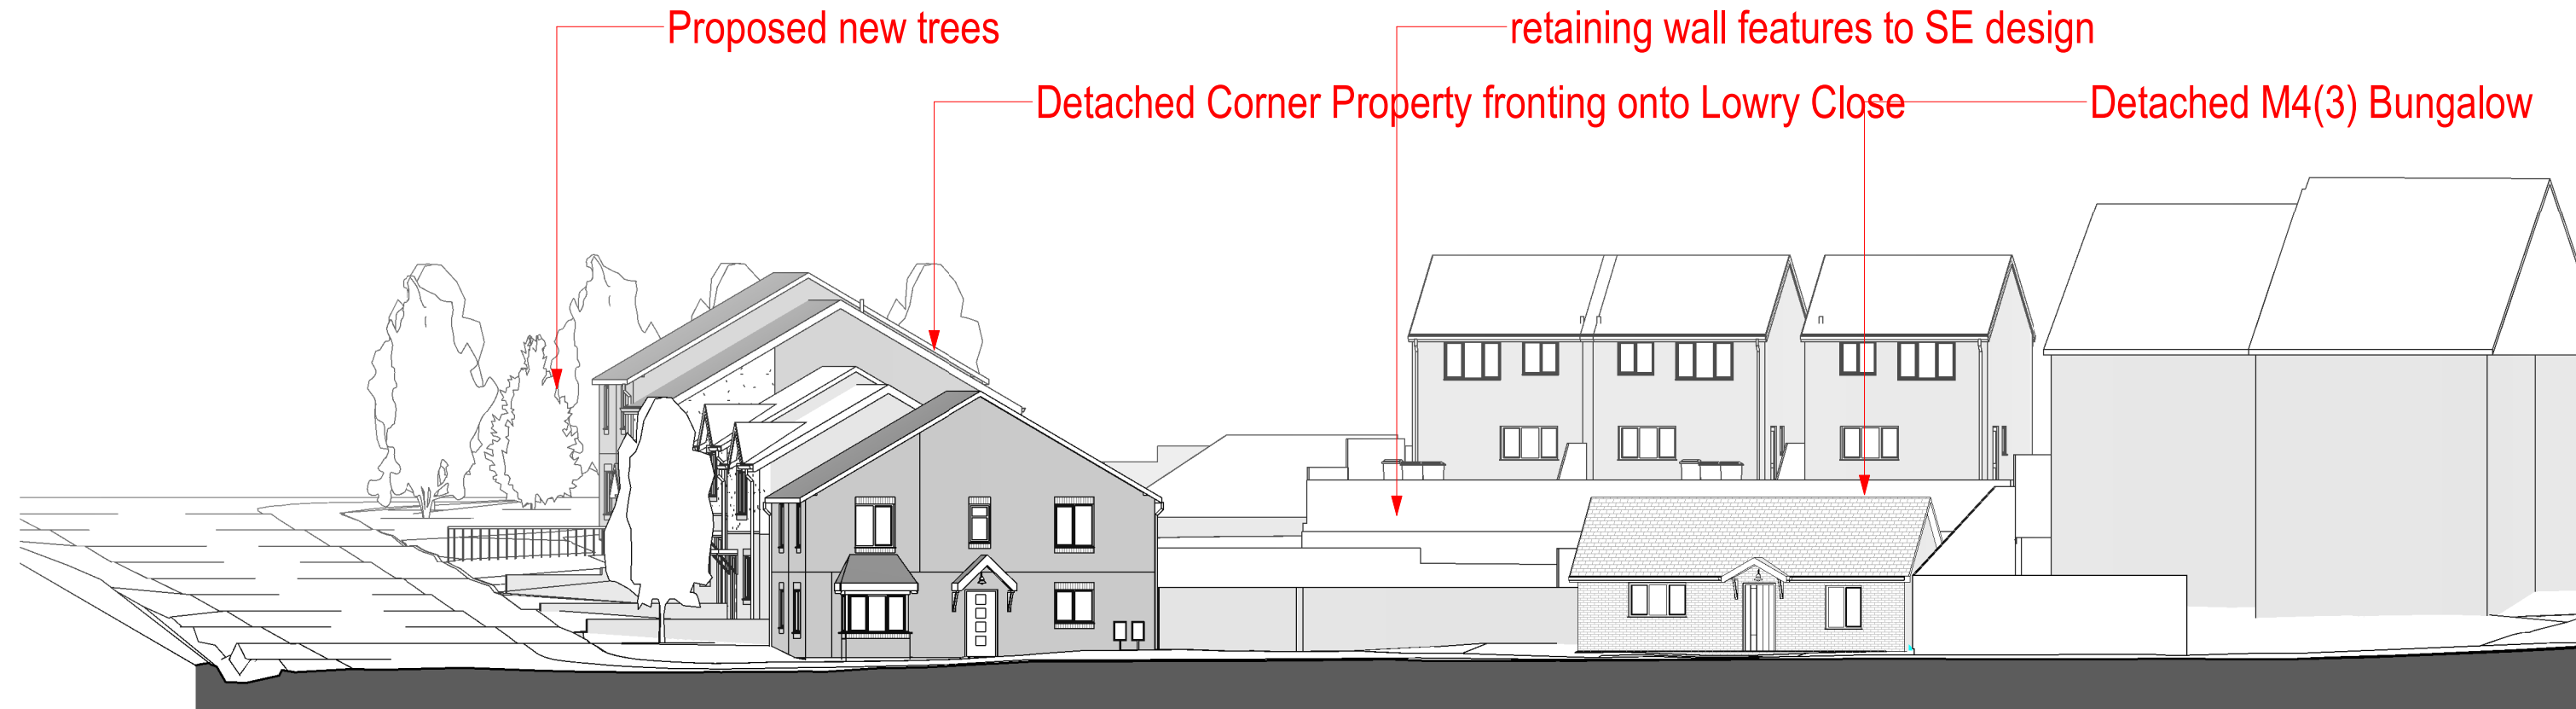 Proposed new trees
retaining wall features to SE design
Detached Corner Property fronting onto Lowry Close
Detached M4(3) Bungalow